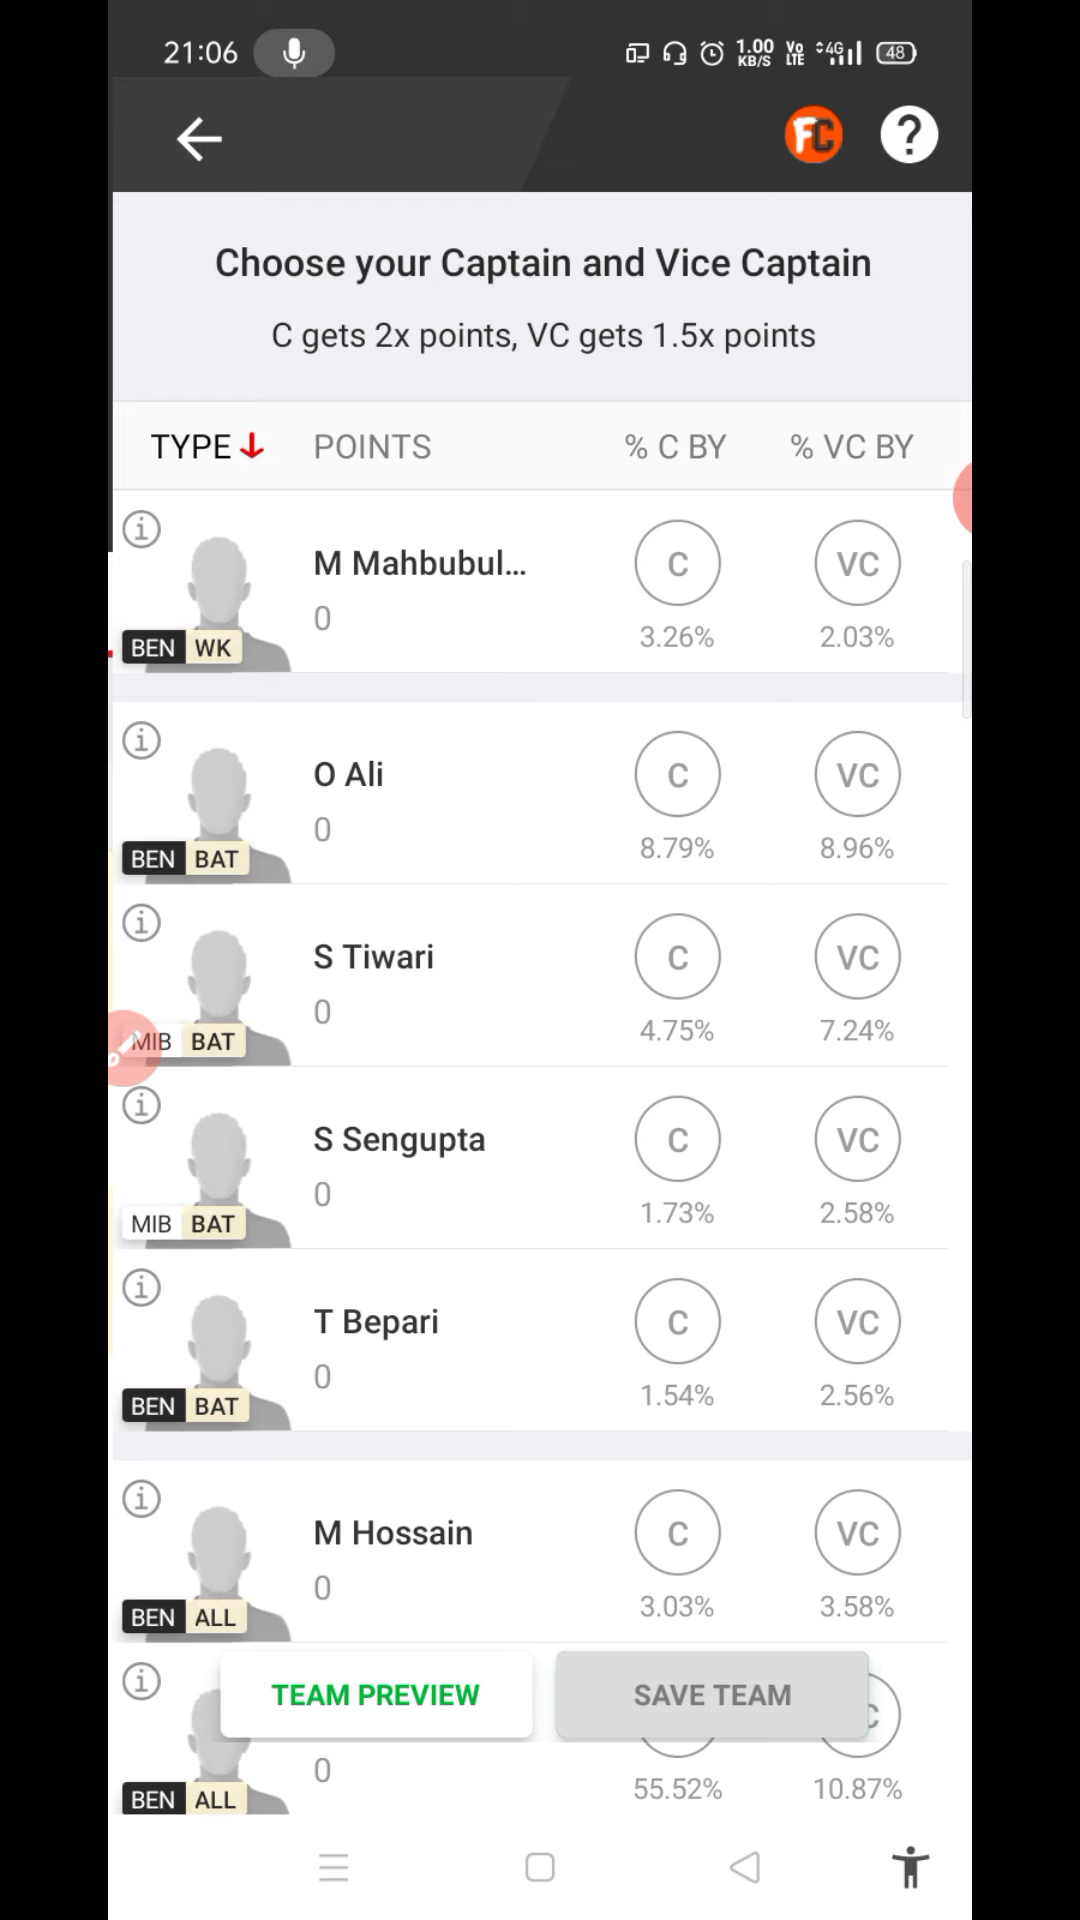 21:06
1.00 KB/S
Vo LTE
4G
48
FC
?
Choose your Captain and Vice Captain
C gets 2x points, VC gets 1.5x points
TYPE POINTS % C BY % VC BY
i
M Mahbubul... C VC
0 3.26% 2.03%
BEN WK
i
O Ali C VC
0 8.79% 8.96%
BEN BAT
i
S Tiwari C VC
0 4.75% 7.24%
MIB BAT
i
S Sengupta C VC
0 1.73% 2.58%
MIB BAT
i
T Bepari C VC
0 1.54% 2.56%
BEN BAT
i
M Hossain C VC
0 3.03% 3.58%
BEN ALL
i
TEAM PREVIEW SAVE TEAM C
0 55.52% 10.87%
BEN ALL